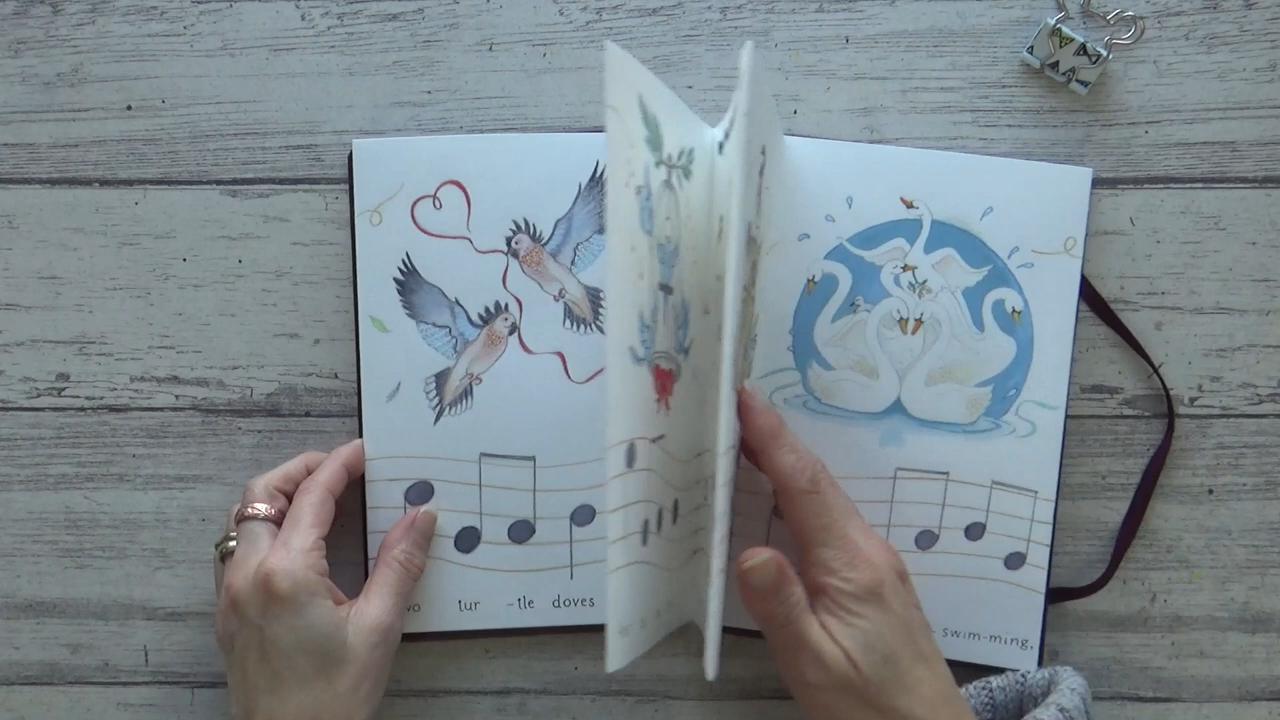 tur -tle doves
- swim-ming,